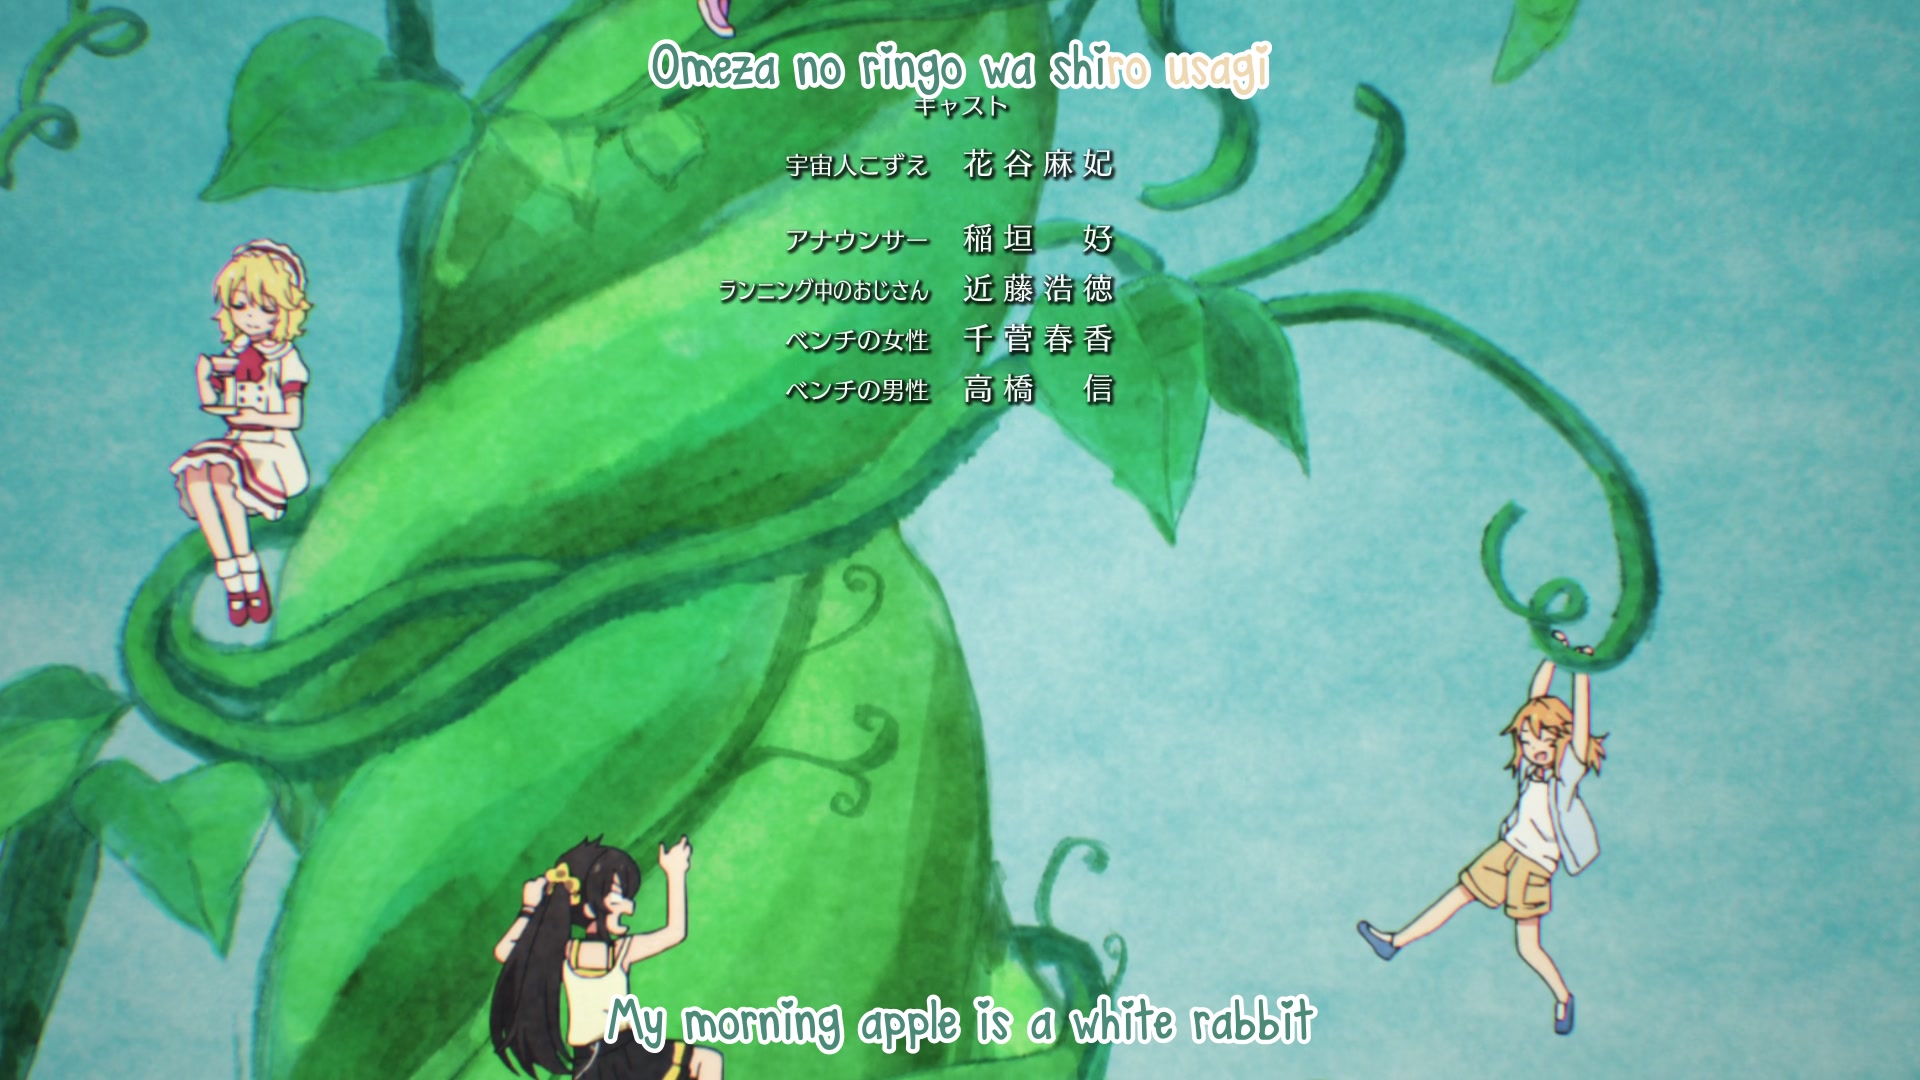 Omeza no ringo wa shiro usagi
キャスト
宇宙人こずえ 花谷麻妃
アナウンサー 稲垣 好
ランニング中のおじさん 近藤浩徳
ベンチの女性 千菅春香
ベンチの男性 高橋 信
My morning apple is a white rabbit